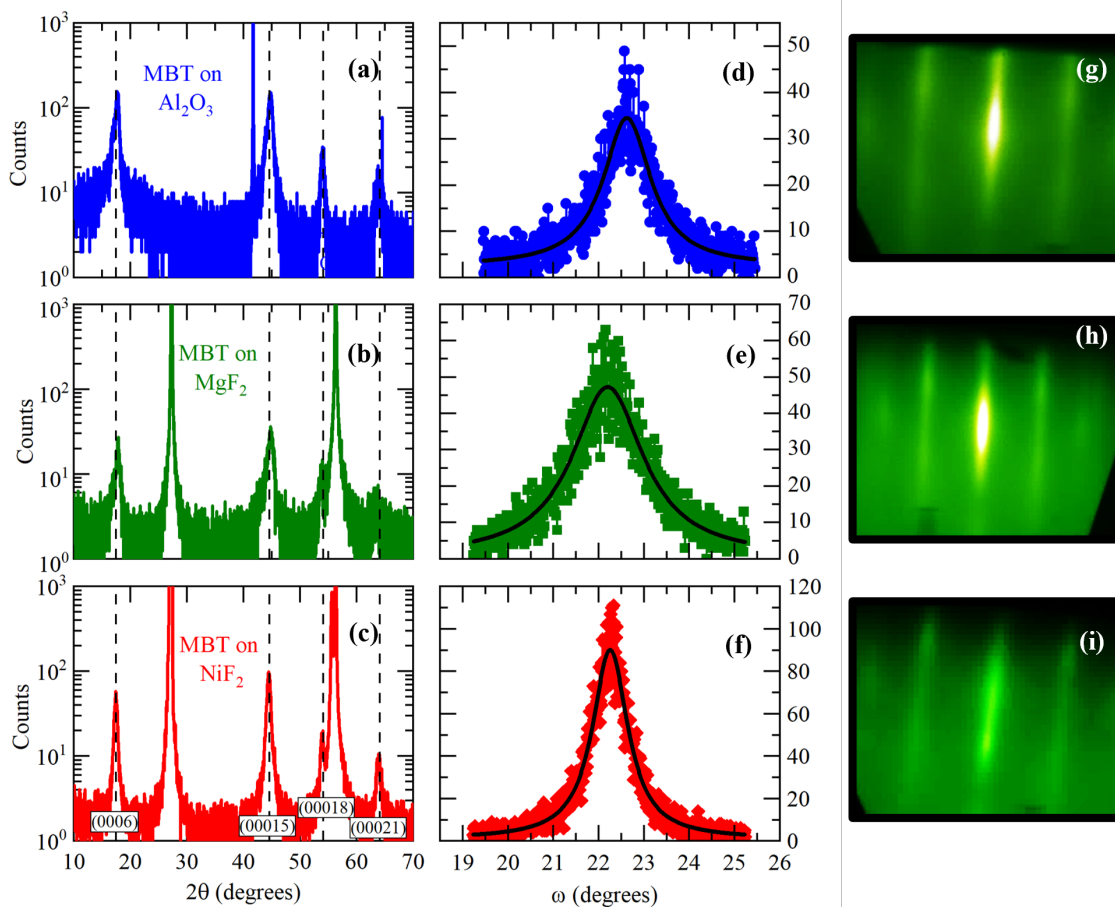 10³
10²
10¹
10⁰
Counts
MBT on
Al₂O₃
(a)
50
40
30
20
10
0
(d)
(g)
10³
10²
10¹
10⁰
Counts
MBT on
MgF₂
(b)
70
60
50
40
30
20
10
0
(e)
(h)
10³
10²
10¹
10⁰
Counts
MBT on
NiF₂
(c)
(0006)
(00015)
(00018)
(00021)
120
100
80
60
40
20
0
(f)
(i)
10 20 30 40 50 60 70
2θ (degrees)
19 20 21 22 23 24 25 26
ω (degrees)